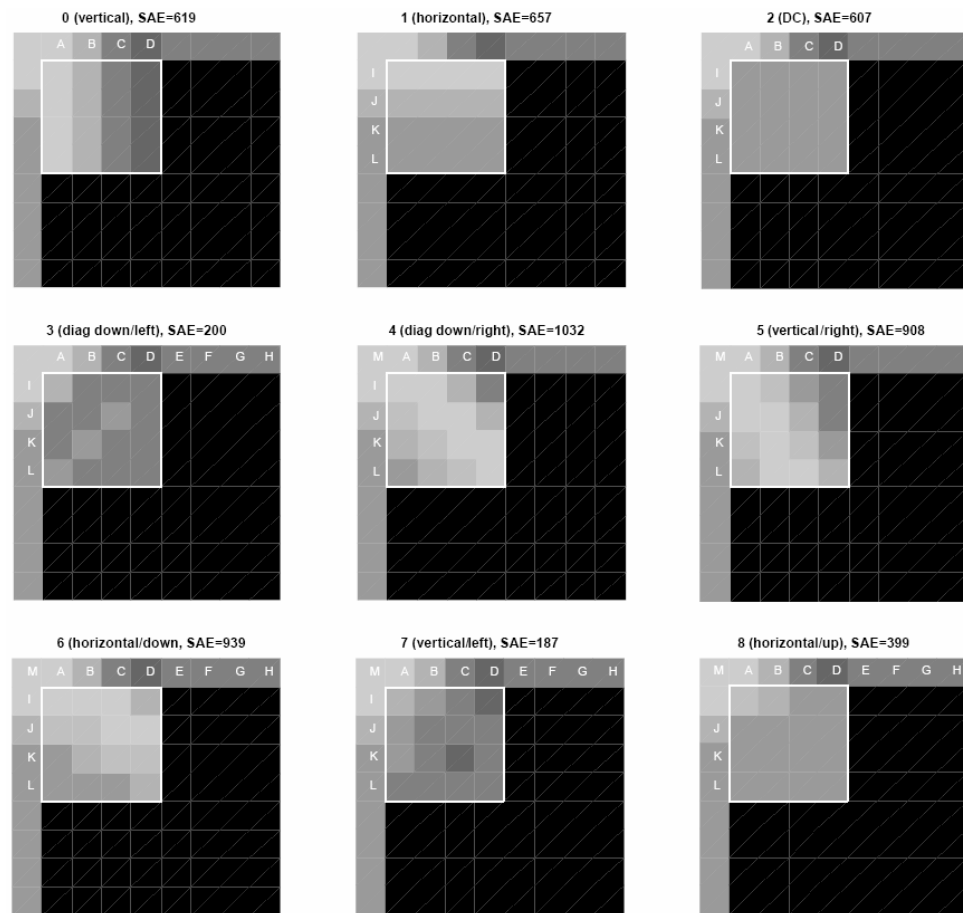 0 (vertical), SAE=619
A B C D
1 (horizontal), SAE=657
I
J
K
L
2 (DC), SAE=607
A B C D
I
J
K
L
3 (diag down/left), SAE=200
A B C D E F G H
I
J
K
L
4 (diag down/right), SAE=1032
M A B C D
I
J
K
L
5 (vertical/right), SAE=908
M A B C D
I
J
K
L
6 (horizontal/down, SAE=939
M A B C D E F G H
I
J
K
L
7 (vertical/left), SAE=187
M A B C D E F G H
I
J
K
L
8 (horizontal/up), SAE=399
M A B C D E F G H
I
J
K
L